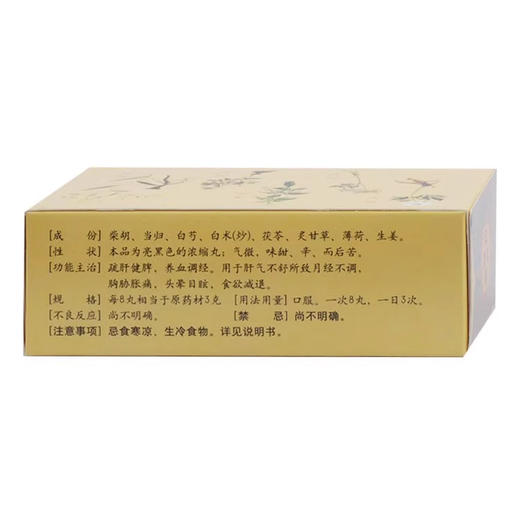 [成　份] 柴胡、当归、白芍、白术(炒)、茯苓、炙甘草、薄荷、生姜。
[性　状] 本品为亮黑色的浓缩丸；气微，味甜、辛、而后苦。
[功能主治] 疏肝健脾，养血调经。用于肝气不舒所致月经不调，
胸胁胀痛，头晕目眩，食欲减退。
[规　格] 每8丸相当于原药材3克 [用法用量] 口服。一次8丸，一日3次。
[不良反应] 尚不明确。 [禁　忌] 尚不明确。
[注意事项] 忌食寒凉、生冷食物。详见说明书。